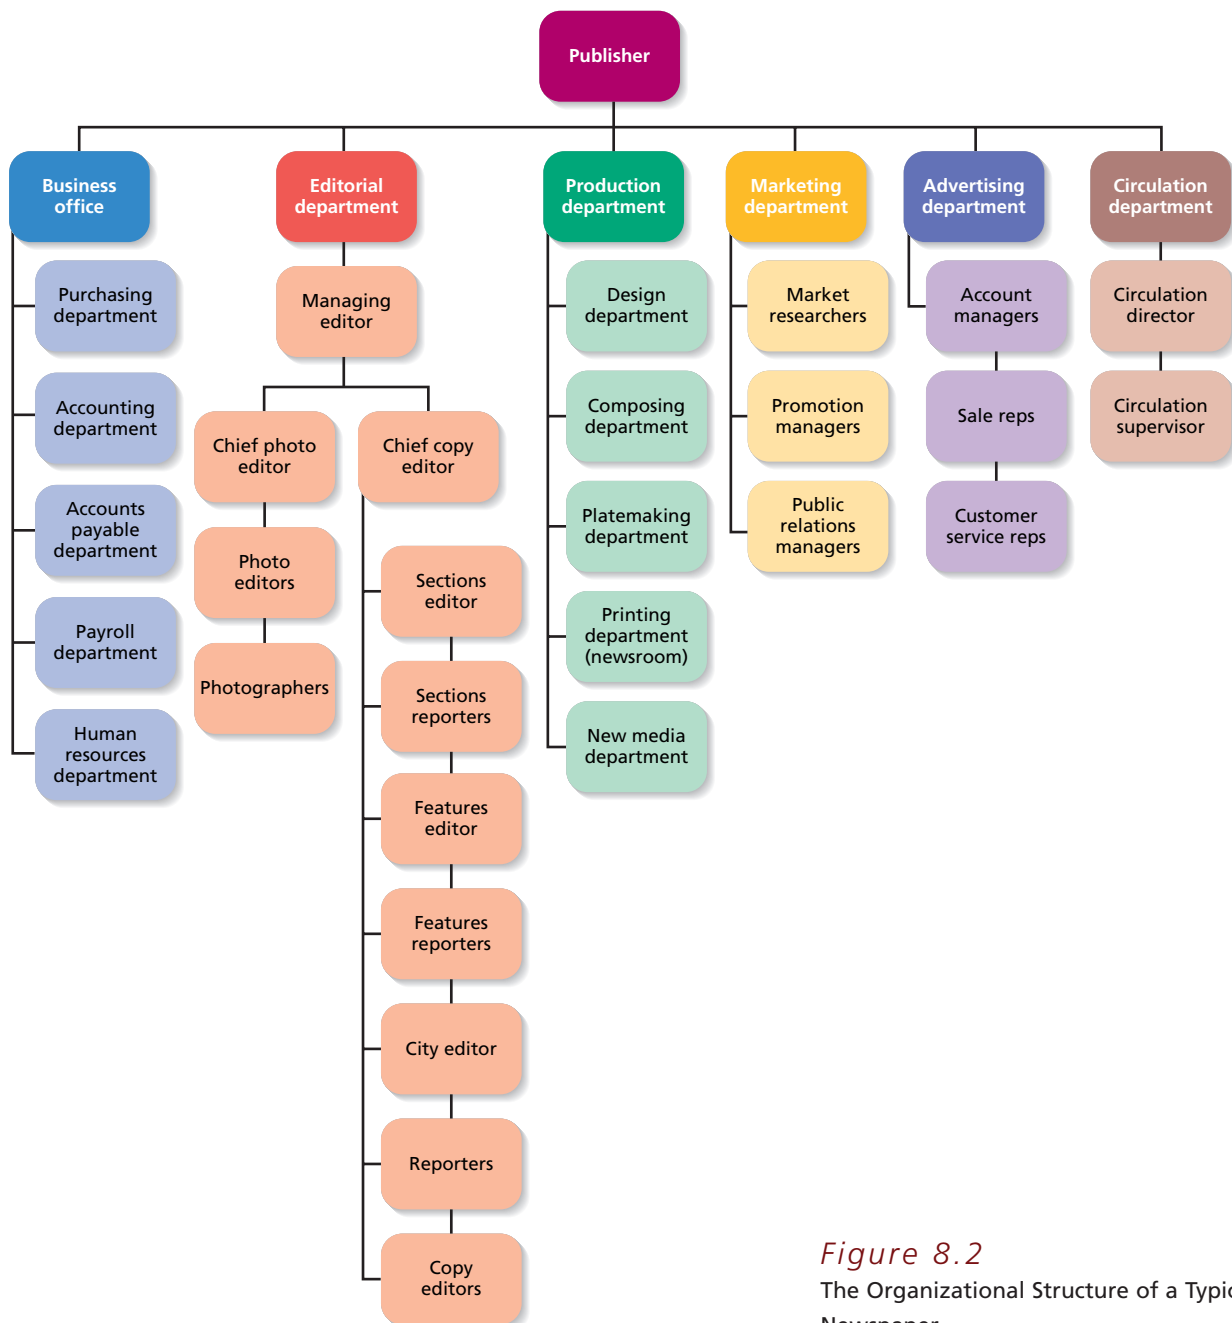 Publisher
Business
office
Editorial
department
Production
department
Marketing
department
Advertising
department
Circulation
department
Purchasing
department
Accounting
department
Accounts
payable
department
Payroll
department
Human
resources
department
Managing
editor
Chief photo
editor
Photo
editors
Photographers
Chief copy
editor
Sections
editor
Sections
reporters
Features
editor
Features
reporters
City editor
Reporters
Copy
editors
Design
department
Composing
department
Platemaking
department
Printing
department
(newsroom)
New media
department
Market
researchers
Promotion
managers
Public
relations
managers
Account
managers
Sale reps
Customer
service reps
Circulation
director
Circulation
supervisor
Figure 8.2
The Organizational Structure of a Typic
Newspaper